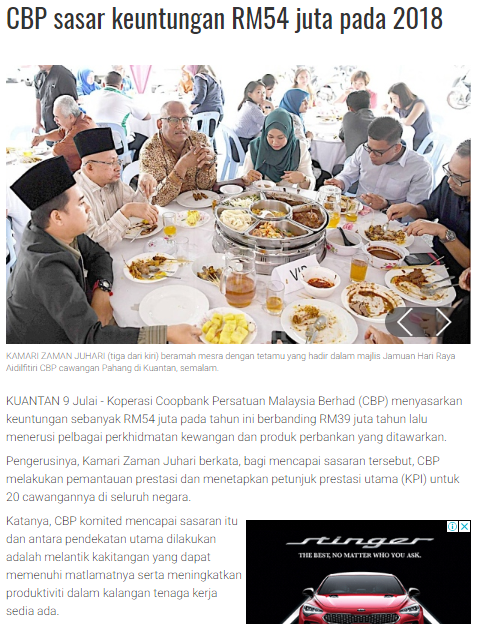 CBP sasar keuntungan RM54 juta pada 2018
VIP
KAMARI ZAMAN JUHARI (tiga dari kiri) beramah mesra dengan tetamu yang hadir dalam majlis Jamuan Hari Raya
Aidilfitiri CBP cawangan Pahang di Kuantan, semalam.
KUANTAN 9 Julai - Koperasi Coopbank Persatuan Malaysia Berhad (CBP) menyasarkan
keuntungan sebanyak RM54 juta pada tahun ini berbanding RM39 juta tahun lalu
menerusi pelbagai perkhidmatan kewangan dan produk perbankan yang ditawarkan.
Pengerusinya, Kamari Zaman Juhari berkata, bagi mencapai sasaran tersebut, CBP
melakukan pemantauan prestasi dan menetapkan petunjuk prestasi utama (KPI) untuk
20 cawangannya di seluruh negara.
Katanya, CBP komited mencapai sasaran itu
dan antara pendekatan utama dilakukan
adalah melantik kakitangan yang dapat
memenuhi matlamatnya serta meningkatkan
produktiviti dalam kalangan tenaga kerja
sedia ada.
stinger
THE BEST, NO MATTER WHO YOU ASK.